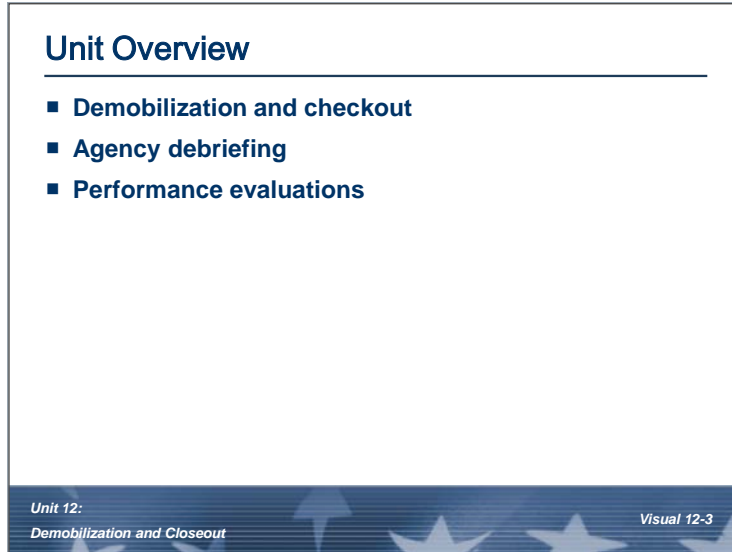 Unit Overview
Demobilization and checkout
Agency debriefing
Performance evaluations
Unit 12:
Demobilization and Closeout
Visual 12-3